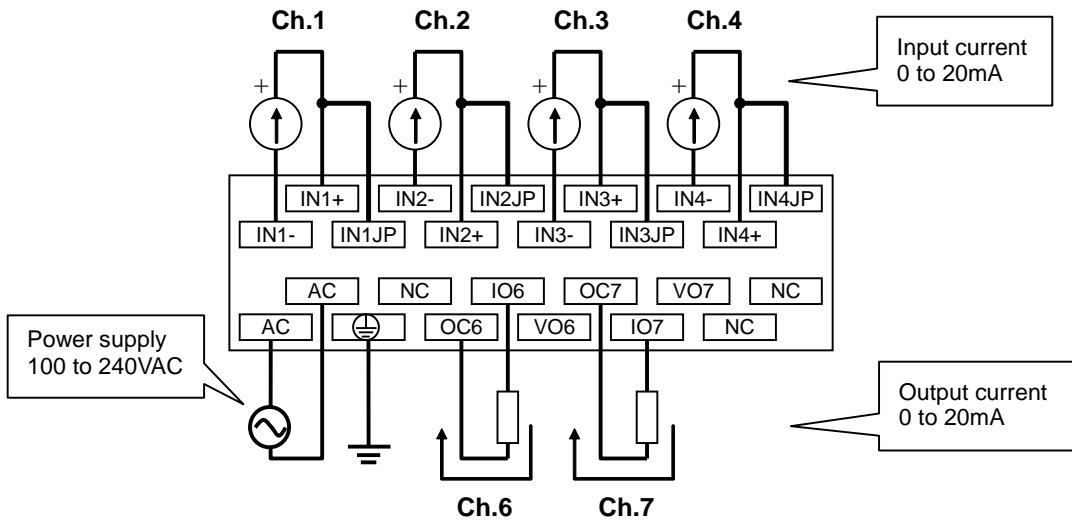 Ch.1
Ch.2
Ch.3
Ch.4
Input current
0 to 20mA
+
+
+
+
IN1+
IN2-
IN2JP
IN3+
IN4-
IN4JP
IN1-
IN1JP
IN2+
IN3-
IN3JP
IN4+
AC
NC
IO6
OC7
VO7
NC
AC
OC6
VO6
IO7
NC
Power supply
100 to 240VAC
Output current
0 to 20mA
Ch.6
Ch.7